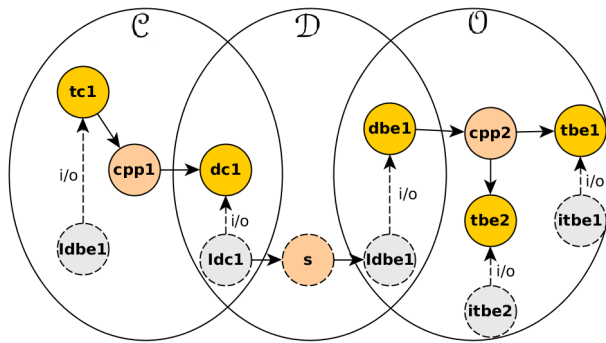 𝒞
𝒟
𝒪
tc1
dbe1
cpp2
tbe1
i/o
cpp1
dc1
i/o
i/o
i/o
ldbe1
ldc1
s
ldbe1
tbe2
itbe1
i/o
itbe2